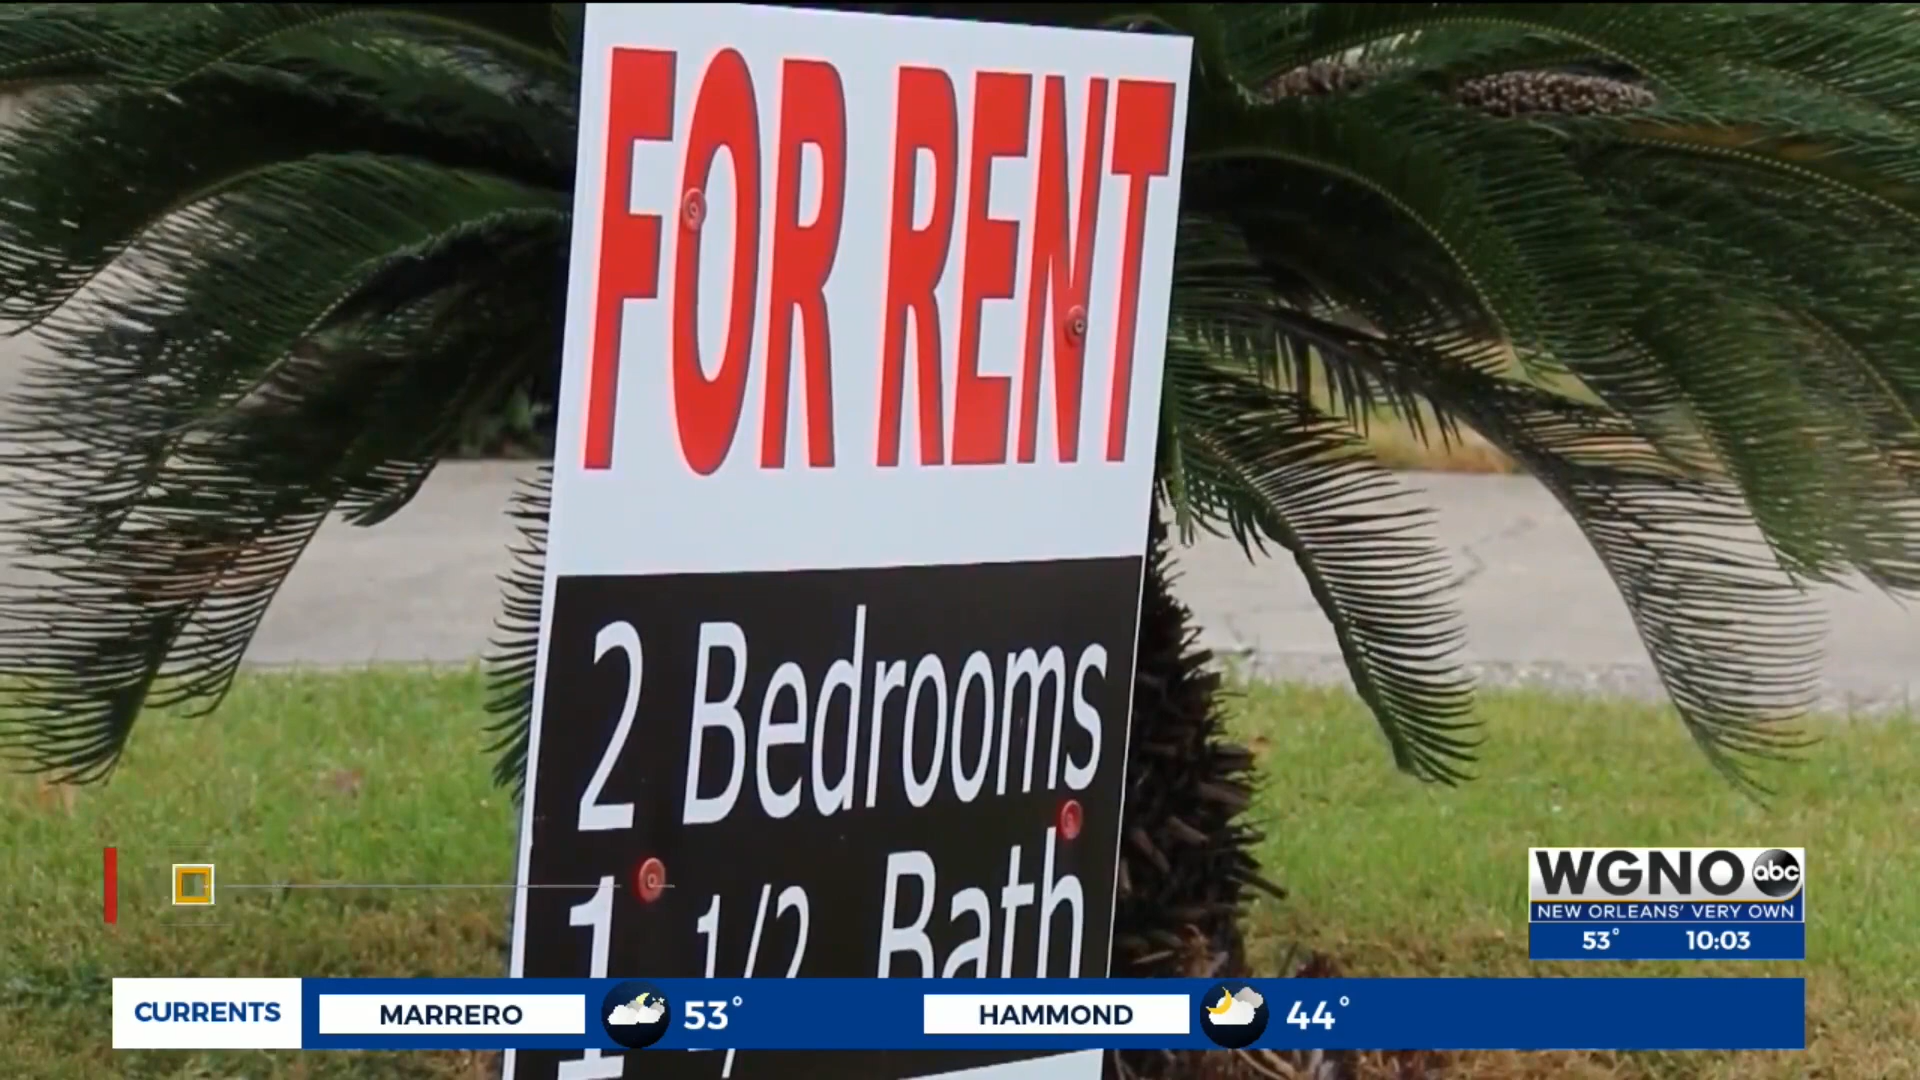 FOR RENT
2 Bedrooms
1 1/2 Bath
WGNO abc
NEW ORLEANS' VERY OWN
53° 10:03
CURRENTS MARRERO 53° HAMMOND 44°